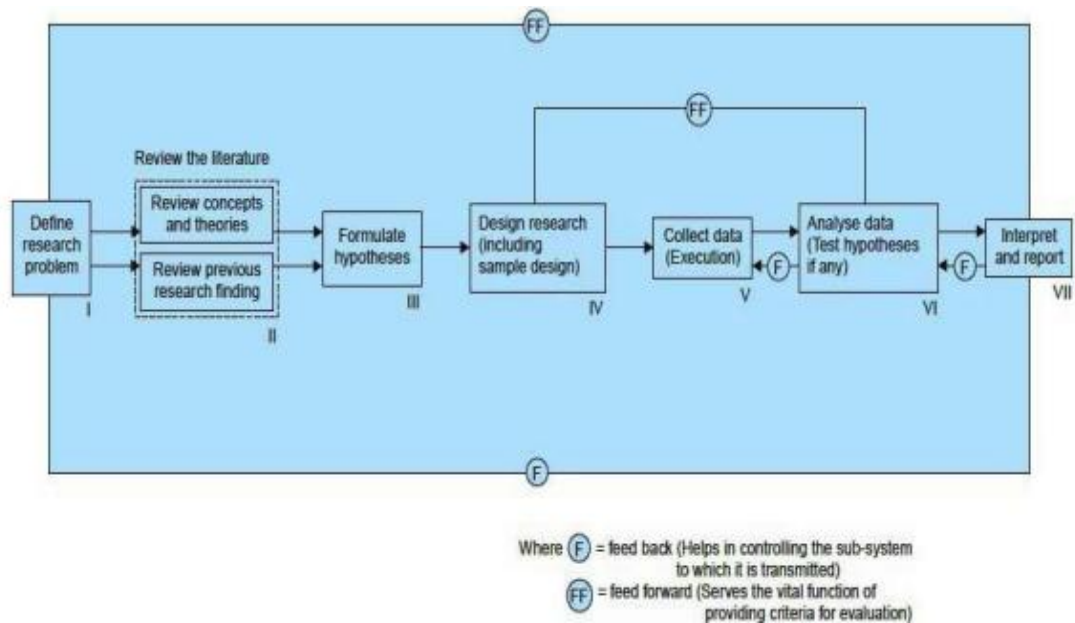 FF
FF
Review the literature
Define
research
problem
I
Review concepts
and theories
Review previous
research finding
II
Formulate
hypotheses
III
Design research
(including
sample design)
IV
Collect data
(Execution)
V
F
Analyse data
(Test hypotheses
if any)
VI
F
Interpret
and report
VII
F
Where F = feed back (Helps in controlling the sub-system
to which it is transmitted)
FF = feed forward (Serves the vital function of
providing criteria for evaluation)